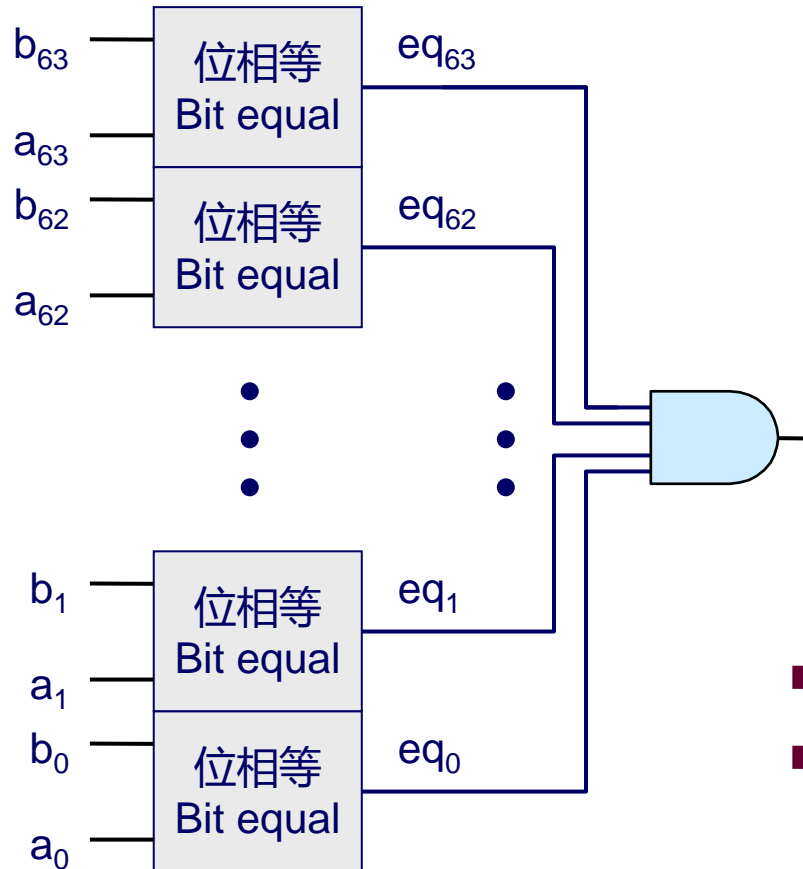 b₆₃
位相等
Bit equal
eq₆₃
a₆₃
b₆₂
位相等
Bit equal
eq₆₂
a₆₂
b₁
位相等
Bit equal
eq₁
a₁
b₀
位相等
Bit equal
eq₀
a₀